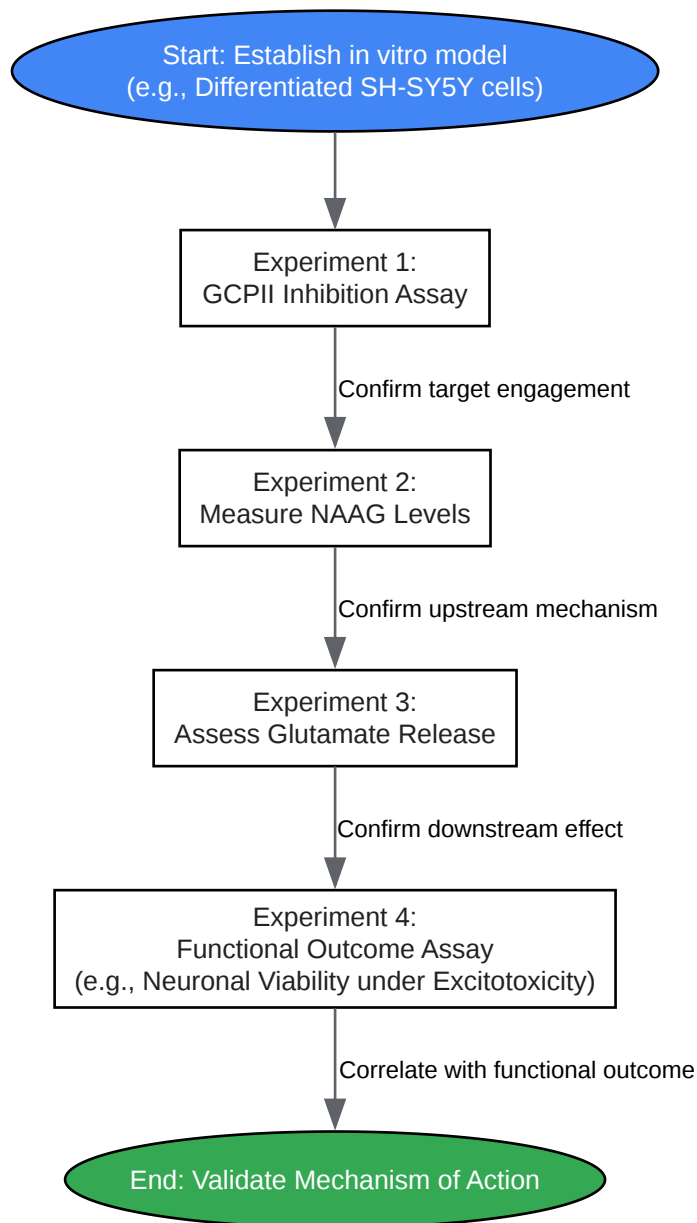 Start: Establish in vitro model
(e.g., Differentiated SH-SY5Y cells)
Experiment 1:
GCPII Inhibition Assay
Confirm target engagement
Experiment 2:
Measure NAAG Levels
Confirm upstream mechanism
Experiment 3:
Assess Glutamate Release
Confirm downstream effect
Experiment 4:
Functional Outcome Assay
(e.g., Neuronal Viability under Excitotoxicity)
Correlate with functional outcome
End: Validate Mechanism of Action